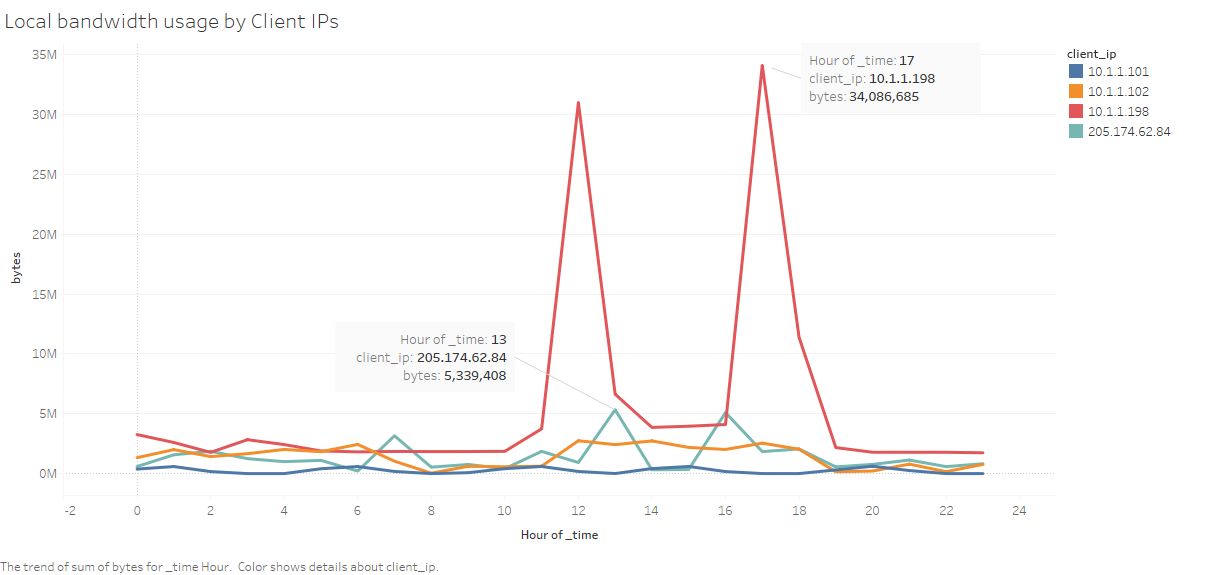 Local bandwidth usage by Client IPs
35M
30M
25M
20M
15M
10M
5M
0M
bytes
Hour of _time: 17
client_ip: 10.1.1.198
bytes: 34,086,685
Hour of _time: 13
client_ip: 205.174.62.84
bytes: 5,339,408
client_ip
10.1.1.101
10.1.1.102
10.1.1.198
205.174.62.84
-2 0 2 4 6 8 10 12 14 16 18 20 22 24
Hour of _time
The trend of sum of bytes for _time Hour. Color shows details about client_ip.